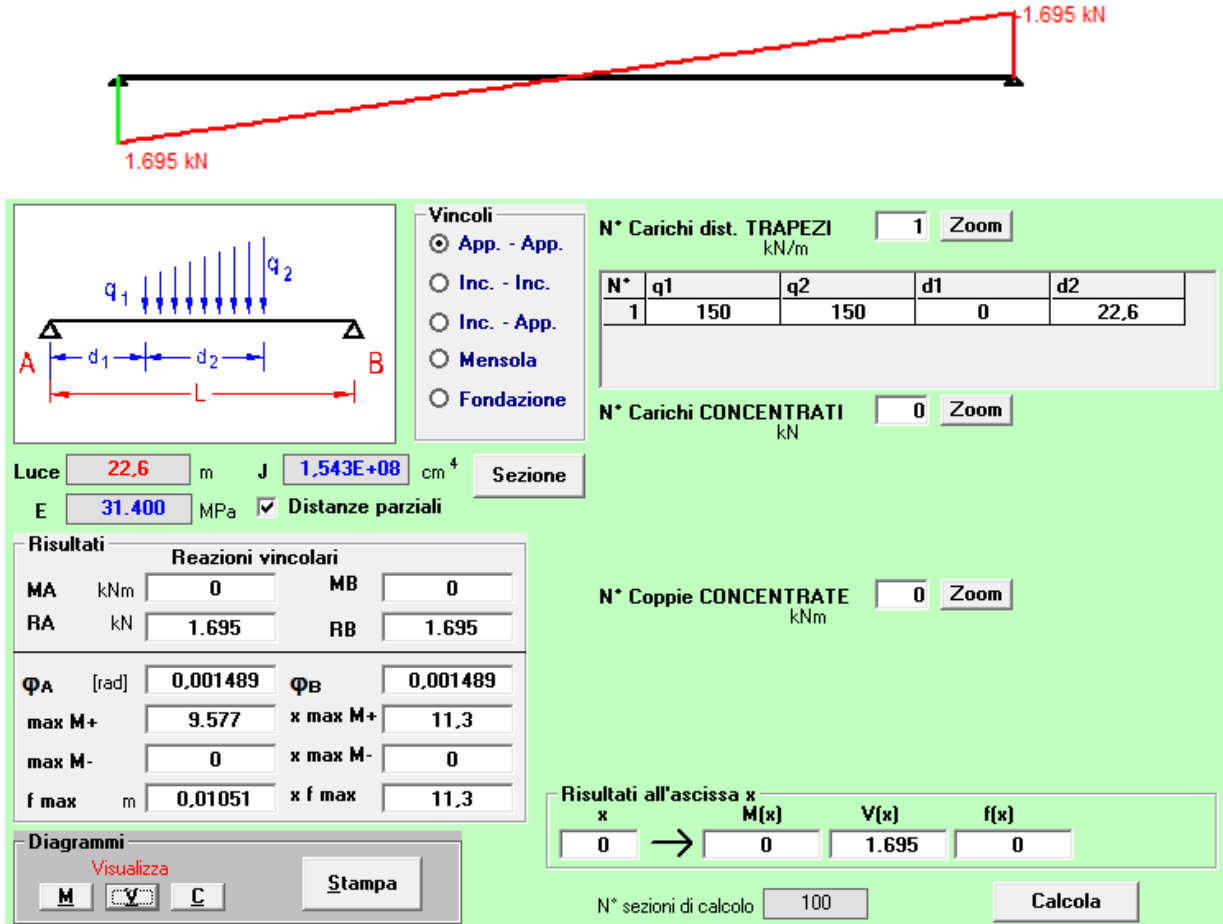 -1.695 kN
1.695 kN
q1
q2
A
B
d1
d2
L
Vincoli
App. - App.
Inc. - Inc.
Inc. - App.
Mensola
Fondazione
N° Carichi dist. TRAPEZI 1 Zoom
kN/m
N° q1 q2 d1 d2
1 150 150 0 22,6
N° Carichi CONCENTRATI 0 Zoom
kN
Luce 22,6 m J 1,543E+08 cm 4 Sezione
E 31.400 MPa Distanze parziali
Risultati
Reazioni vincolari
MA kNm 0 MB 0
RA kN 1.695 RB 1.695
φA [rad] 0,001489 φB 0,001489
max M+ 9.577 x max M+ 11,3
max M- 0 x max M- 0
f max m 0,01051 x f max 11,3
N° Coppie CONCENTRATE 0 Zoom
kNm
Risultati all'ascissa x
x M(x) V(x) f(x)
0 → 0 1.695 0
Diagrammi
Visualizza
M V C Stampa
N° sezioni di calcolo 100 Calcola